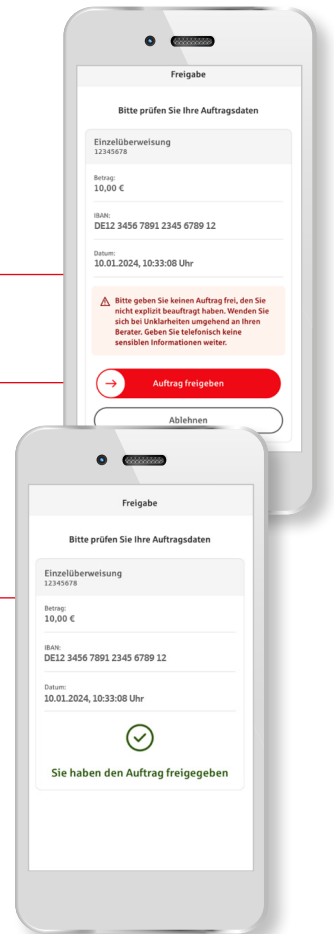 Freigabe
Bitte prüfen Sie Ihre Auftragsdaten
Einzelüberweisung
12345678
Betrag:
10,00 €
IBAN:
DE12 3456 7891 2345 6789 12
Datum:
10.01.2024, 10:33:08 Uhr
Bitte geben Sie keinen Auftrag frei, den Sie
nicht explizit beauftragt haben. Wenden Sie
sich bei Unklarheiten umgehend an Ihren
Berater. Geben Sie telefonisch keine
sensiblen Informationen weiter.
Auftrag freigeben
Ablehnen
Freigabe
Bitte prüfen Sie Ihre Auftragsdaten
Einzelüberweisung
12345678
Betrag:
10,00 €
IBAN:
DE12 3456 7891 2345 6789 12
Datum:
10.01.2024, 10:33:08 Uhr
Sie haben den Auftrag freigegeben